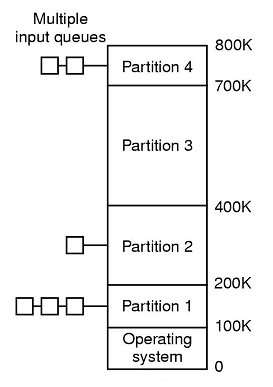 Multiple
input queues
800K
Partition 4
700K
Partition 3
400K
Partition 2
200K
Partition 1
100K
Operating
system
0